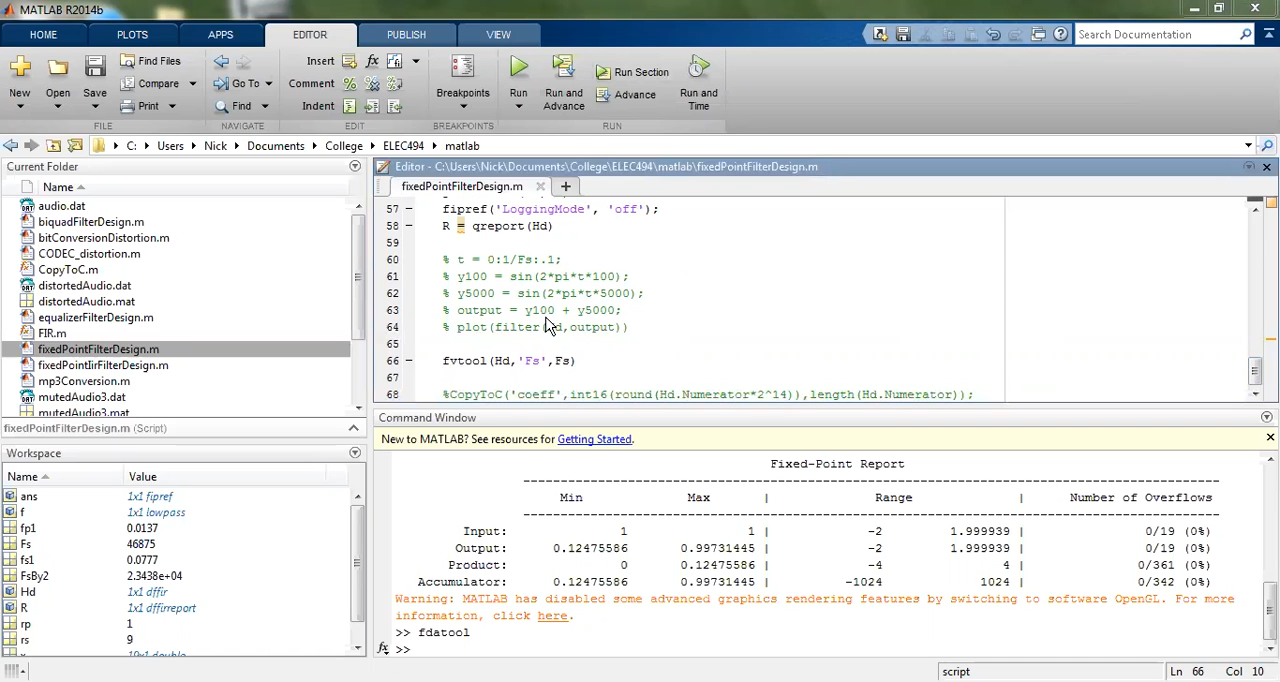 MATLAB R2014b
HOME PLOTS APPS EDITOR PUBLISH VIEW Search Documentation
New Open Save Find Files Compare Print
Go To Find
Insert fx Comment % Indent
Breakpoints
Run Run and Advance Run Section Advance Run and Time
FILE NAVIGATE EDIT BREAKPOINTS RUN
C: Users Nick Documents College ELEC494 matlab
Current Folder
Name
audio.dat
biquadFilterDesign.m
bitConversionDistortion.m
CODEC_distortion.m
CopyToC.m
distortedAudio.dat
distortedAudio.mat
equalizerFilterDesign.m
FIR.m
fixedPointFilterDesign.m
fixedPointIirFilterDesign.m
mp3Conversion.m
mutedAudio3.dat
mutedAudio3.mat
fixedPointFilterDesign.m (Script)
Workspace
Name Value
ans 1x1 fipref
f 1x1 lowpass
fp1 0.0137
Fs 46875
fs1 0.0777
FsBy2 2.3438e+04
Hd 1x1 dffir
R 1x1 dffirreport
rp 1
rs 9
Editor - C:\Users\Nick\Documents\College\ELEC494\matlab\fixedPointFilterDesign.m
fixedPointFilterDesign.m
57 fipref('LoggingMode', 'off');
58 R = qreport(Hd)
59
60 % t = 0:1/Fs:.1;
61 % y100 = sin(2*pi*t*100);
62 % y5000 = sin(2*pi*t*5000);
63 % output = y100 + y5000;
64 % plot(filter(Hd,output))
65
66 fvtool(Hd,'Fs',Fs)
67
68 %CopyToC('coeff',int16(round(Hd.Numerator*2^14)),length(Hd.Numerator));
Command Window
New to MATLAB? See resources for Getting Started.
Fixed-Point Report
Min Max | Range | Number of Overflows
Input: 1 1 | -2 1.999939 | 0/19 (0%)
Output: 0.12475586 0.99731445 | -2 1.999939 | 0/19 (0%)
Product: 0 0.12475586 | -4 4 | 0/361 (0%)
Accumulator: 0.12475586 0.99731445 | -1024 1024 | 0/342 (0%)
Warning: MATLAB has disabled some advanced graphics rendering features by switching to software OpenGL. For more
information, click here.
>> fdatool
fx >>
script Ln 66 Col 10